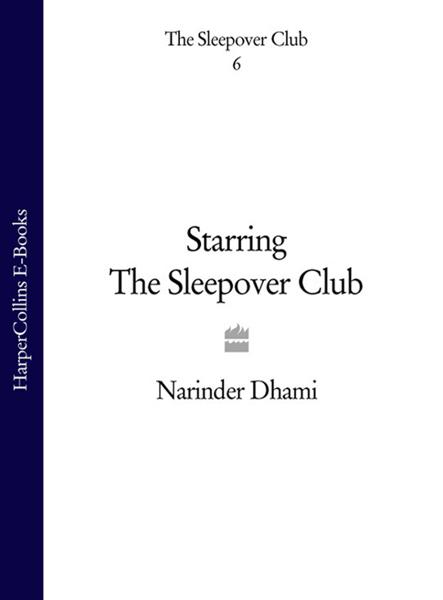 The Sleepover Club
6
Starring
The Sleepover Club
Narinder Dhami
HarperCollins E-Books